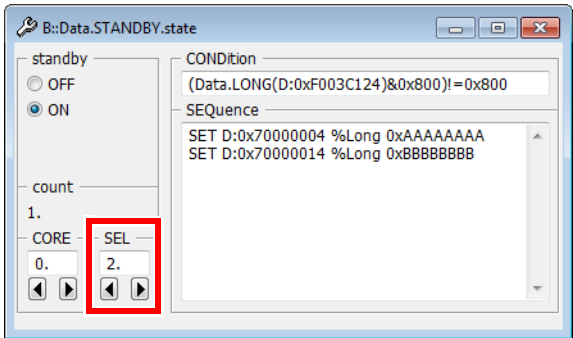 B::Data.STANDBY.state
standby
OFF
ON
count
1.
CORE
0.
SEL
2.
CONDition
(Data.LONG(D:0xF003C124)&0x800)!=0x800
SEQuence
SET D:0x70000004 %Long 0xAAAAAAAA
SET D:0x70000014 %Long 0xBBBBBBBB